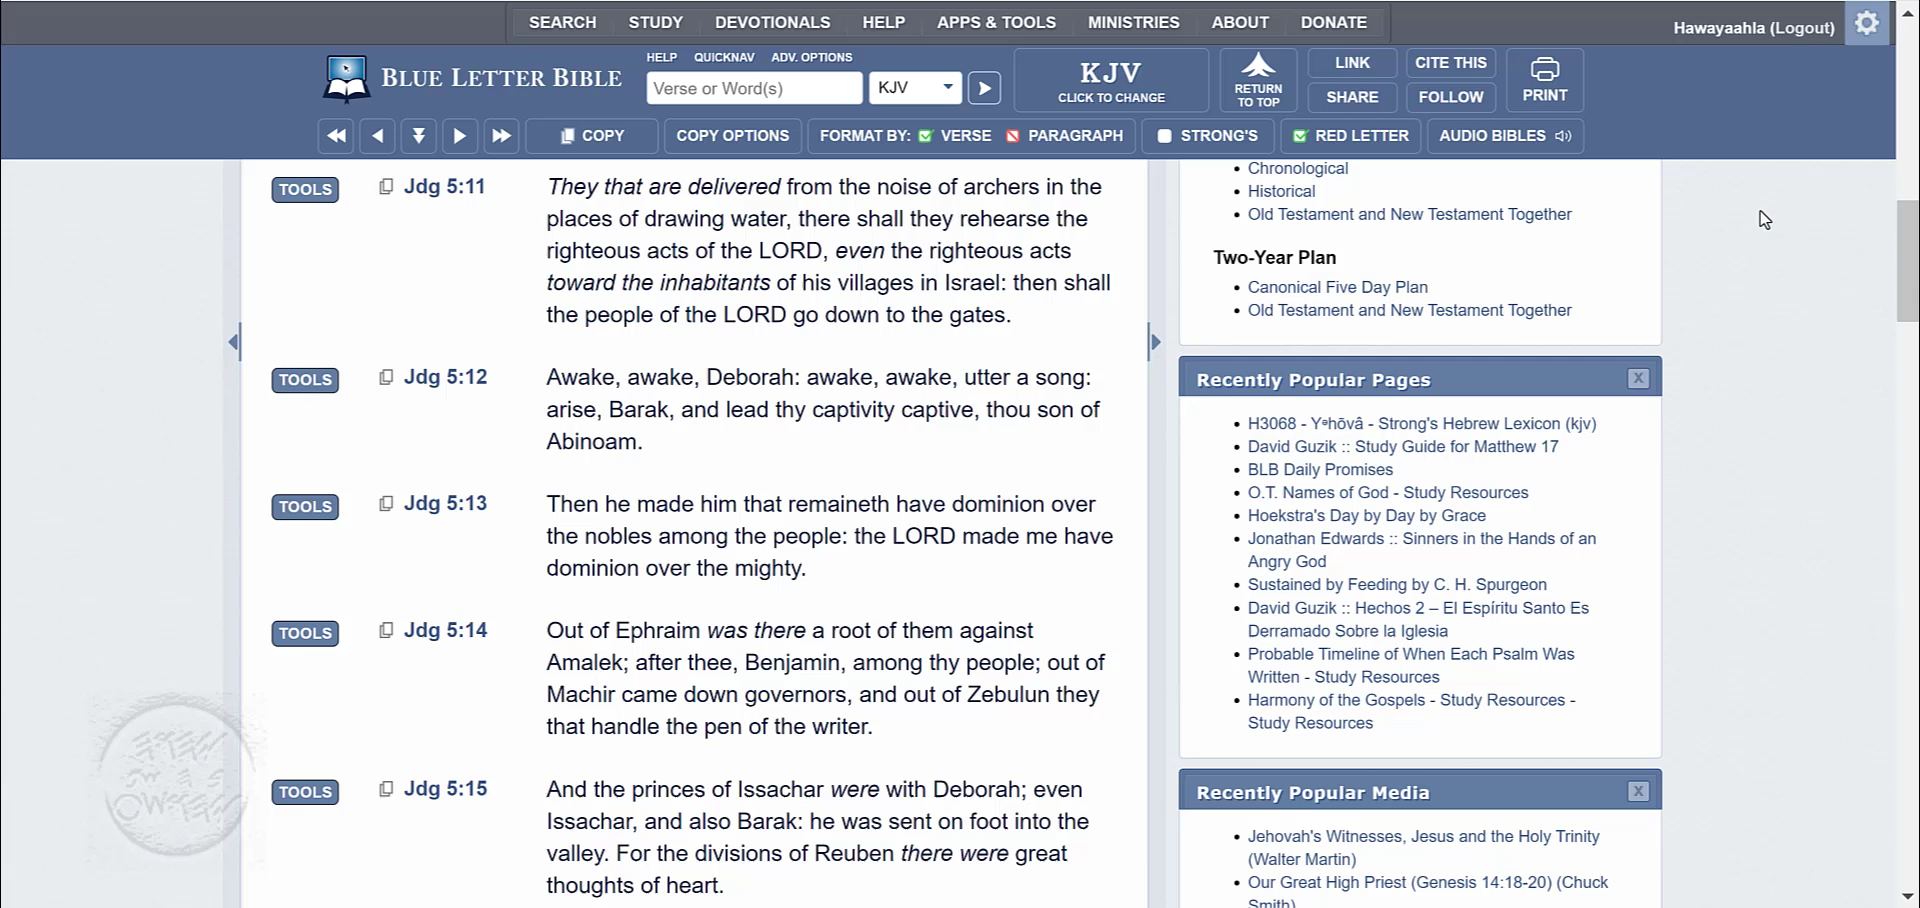 SEARCH STUDY DEVOTIONALS HELP APPS & TOOLS MINISTRIES ABOUT DONATE
Hawayaahla (Logout)
BLUE LETTER BIBLE
HELP QUICKNAV ADV. OPTIONS
Verse or Word(s)
KJV
KJV
CLICK TO CHANGE
RETURN
TO TOP
LINK
CITE THIS
SHARE
FOLLOW
PRINT
COPY
COPY OPTIONS
FORMAT BY: VERSE PARAGRAPH
STRONG'S
RED LETTER
AUDIO BIBLES
TOOLS
Jdg 5:11
They that are delivered from the noise of archers in the
places of drawing water, there shall they rehearse the
righteous acts of the LORD, even the righteous acts
toward the inhabitants of his villages in Israel: then shall
the people of the LORD go down to the gates.
TOOLS
Jdg 5:12
Awake, awake, Deborah: awake, awake, utter a song:
arise, Barak, and lead thy captivity captive, thou son of
Abinoam.
TOOLS
Jdg 5:13
Then he made him that remaineth have dominion over
the nobles among the people: the LORD made me have
dominion over the mighty.
TOOLS
Jdg 5:14
Out of Ephraim was there a root of them against
Amalek; after thee, Benjamin, among thy people; out of
Machir came down governors, and out of Zebulun they
that handle the pen of the writer.
TOOLS
Jdg 5:15
And the princes of Issachar were with Deborah; even
Issachar, and also Barak: he was sent on foot into the
valley. For the divisions of Reuben there were great
thoughts of heart.
Chronological
Historical
Old Testament and New Testament Together
Two-Year Plan
Canonical Five Day Plan
Old Testament and New Testament Together
Recently Popular Pages
X
H3068 - Yᵊhōvâ - Strong's Hebrew Lexicon (kjv)
David Guzik :: Study Guide for Matthew 17
BLB Daily Promises
O.T. Names of God - Study Resources
Hoekstra's Day by Day by Grace
Jonathan Edwards :: Sinners in the Hands of an
Angry God
Sustained by Feeding by C. H. Spurgeon
David Guzik :: Hechos 2 – El Espíritu Santo Es
Derramado Sobre la Iglesia
Probable Timeline of When Each Psalm Was
Written - Study Resources
Harmony of the Gospels - Study Resources -
Study Resources
Recently Popular Media
X
Jehovah's Witnesses, Jesus and the Holy Trinity
(Walter Martin)
Our Great High Priest (Genesis 14:18-20) (Chuck
Smith)